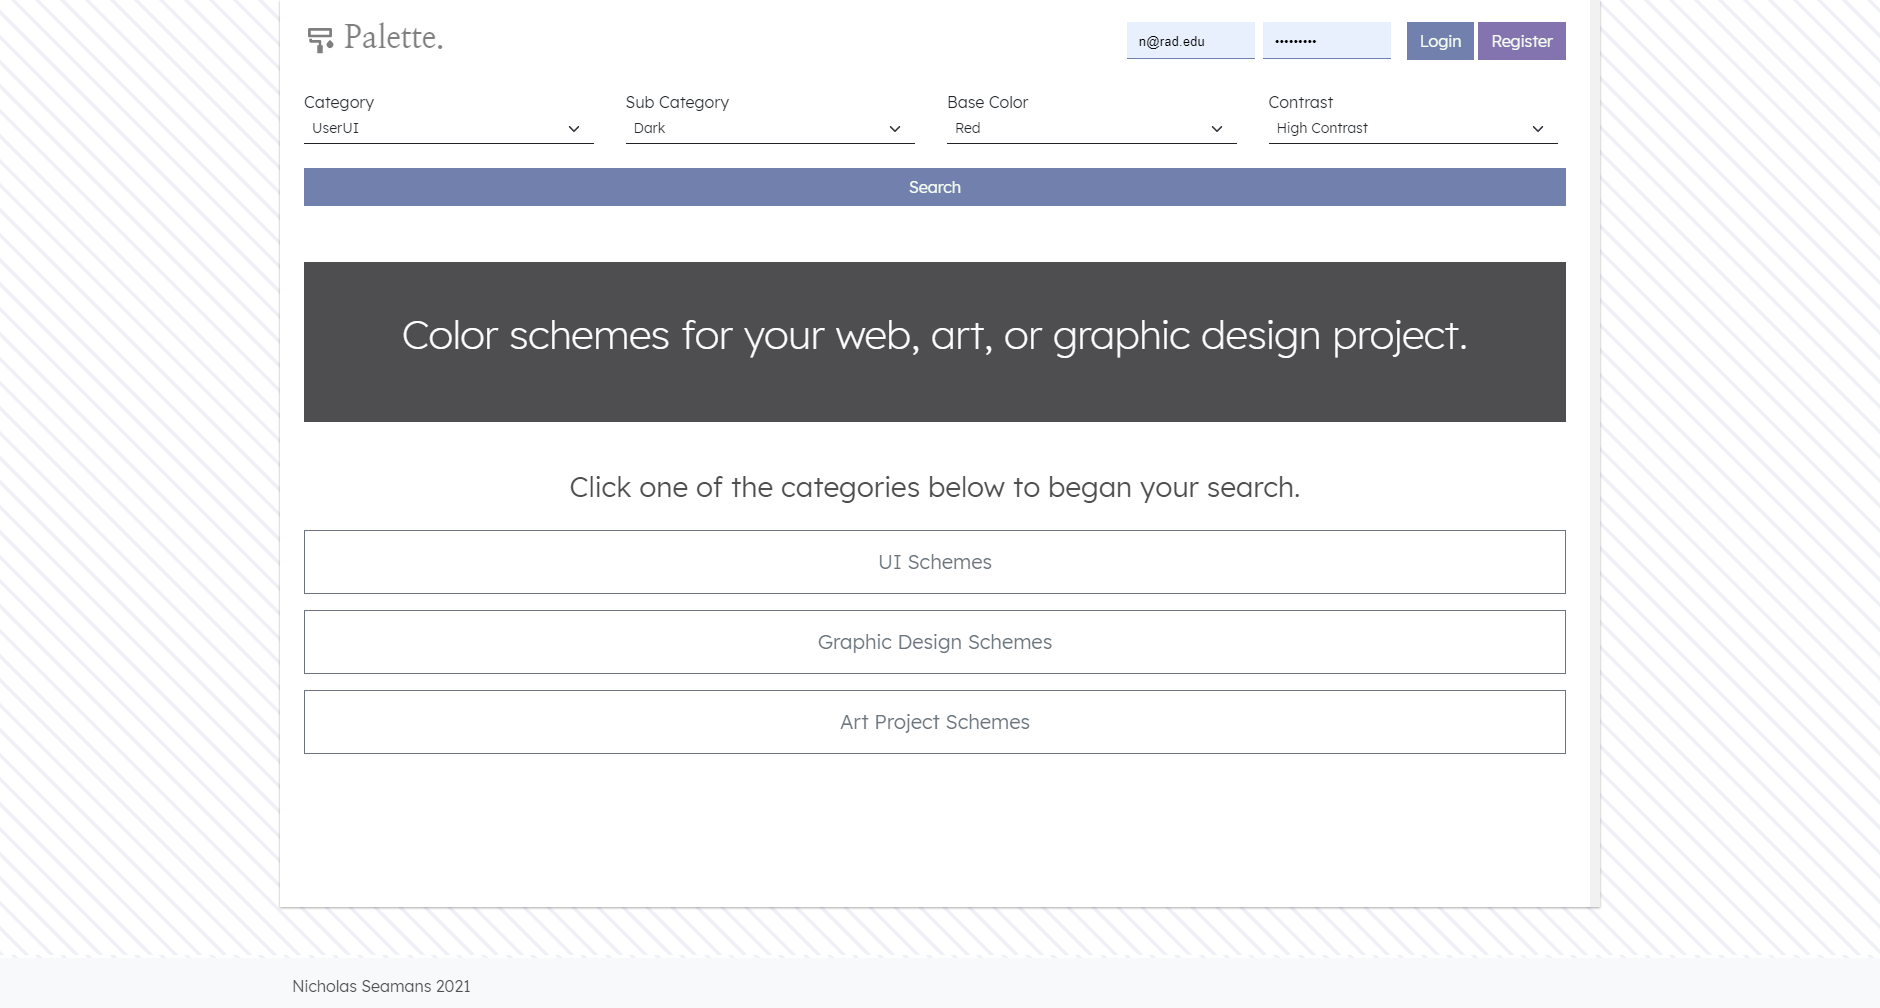 Palette.
n@rad.edu
•••••••••
Login
Register
Category
Sub Category
Base Color
Contrast
UserUI
Dark
Red
High Contrast
Search
Color schemes for your web, art, or graphic design project.
Click one of the categories below to began your search.
UI Schemes
Graphic Design Schemes
Art Project Schemes
Nicholas Seamans 2021